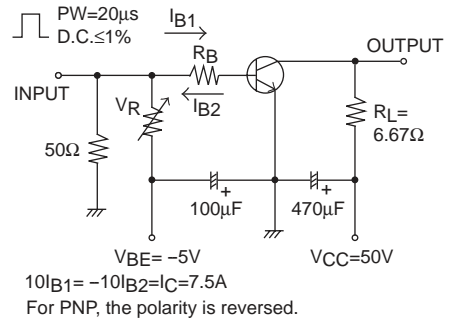 PW=20μs
D.C.≤1%
IB1
RB
OUTPUT
INPUT
VR
IB2
RL=
6.67Ω
50Ω
+
100μF
+
470μF
VBE= –5V
VCC=50V
10IB1= –10IB2=IC=7.5A
For PNP, the polarity is reversed.